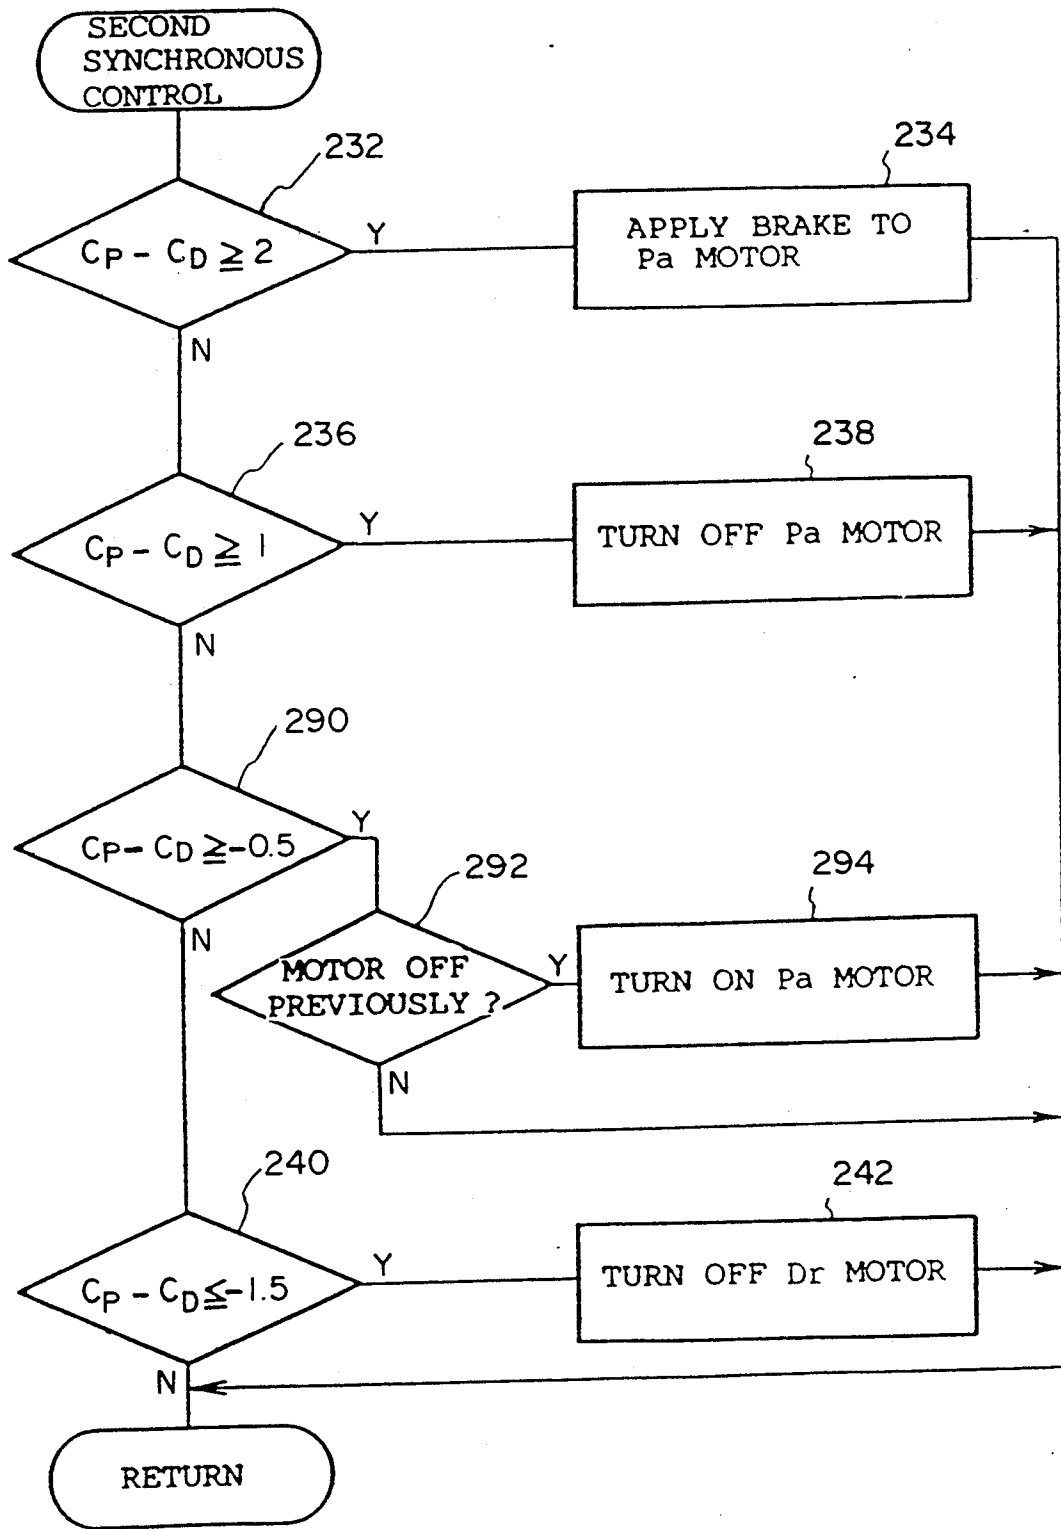 SECOND
SYNCHRONOUS
CONTROL
232
234
CP – CD ≧ 2
Y
APPLY BRAKE TO
Pa MOTOR
N
236
238
CP – CD ≧ 1
Y
TURN OFF Pa MOTOR
N
290
CP – CD ≧ –0.5
Y
292
294
N
MOTOR OFF
PREVIOUSLY ?
Y
TURN ON Pa MOTOR
N
240
242
CP – CD ≦ –1.5
Y
TURN OFF Dr MOTOR
N
RETURN